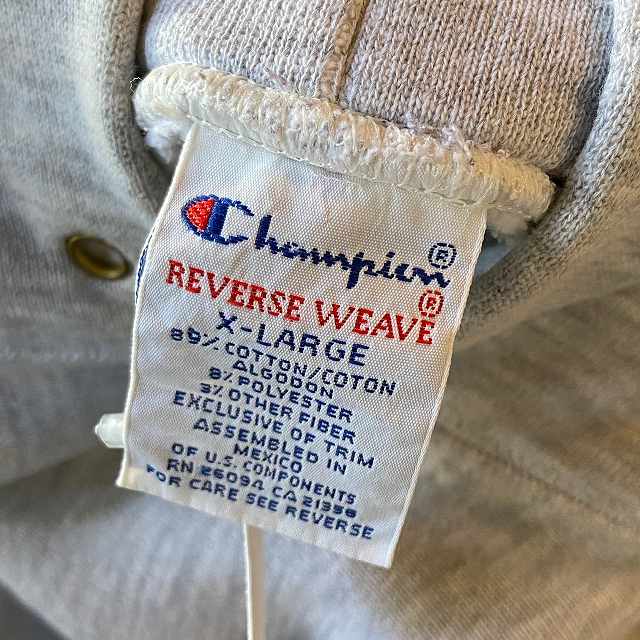 Champion®
REVERSE WEAVE®
X-LARGE
89% COTTON/COTON
ALGODON
8% POLYESTER
3% OTHER FIBER
EXCLUSIVE OF TRIM
ASSEMBLED IN
MEXICO
OF U.S. COMPONENTS
RN 26094 CA 21356
FOR CARE SEE REVERSE